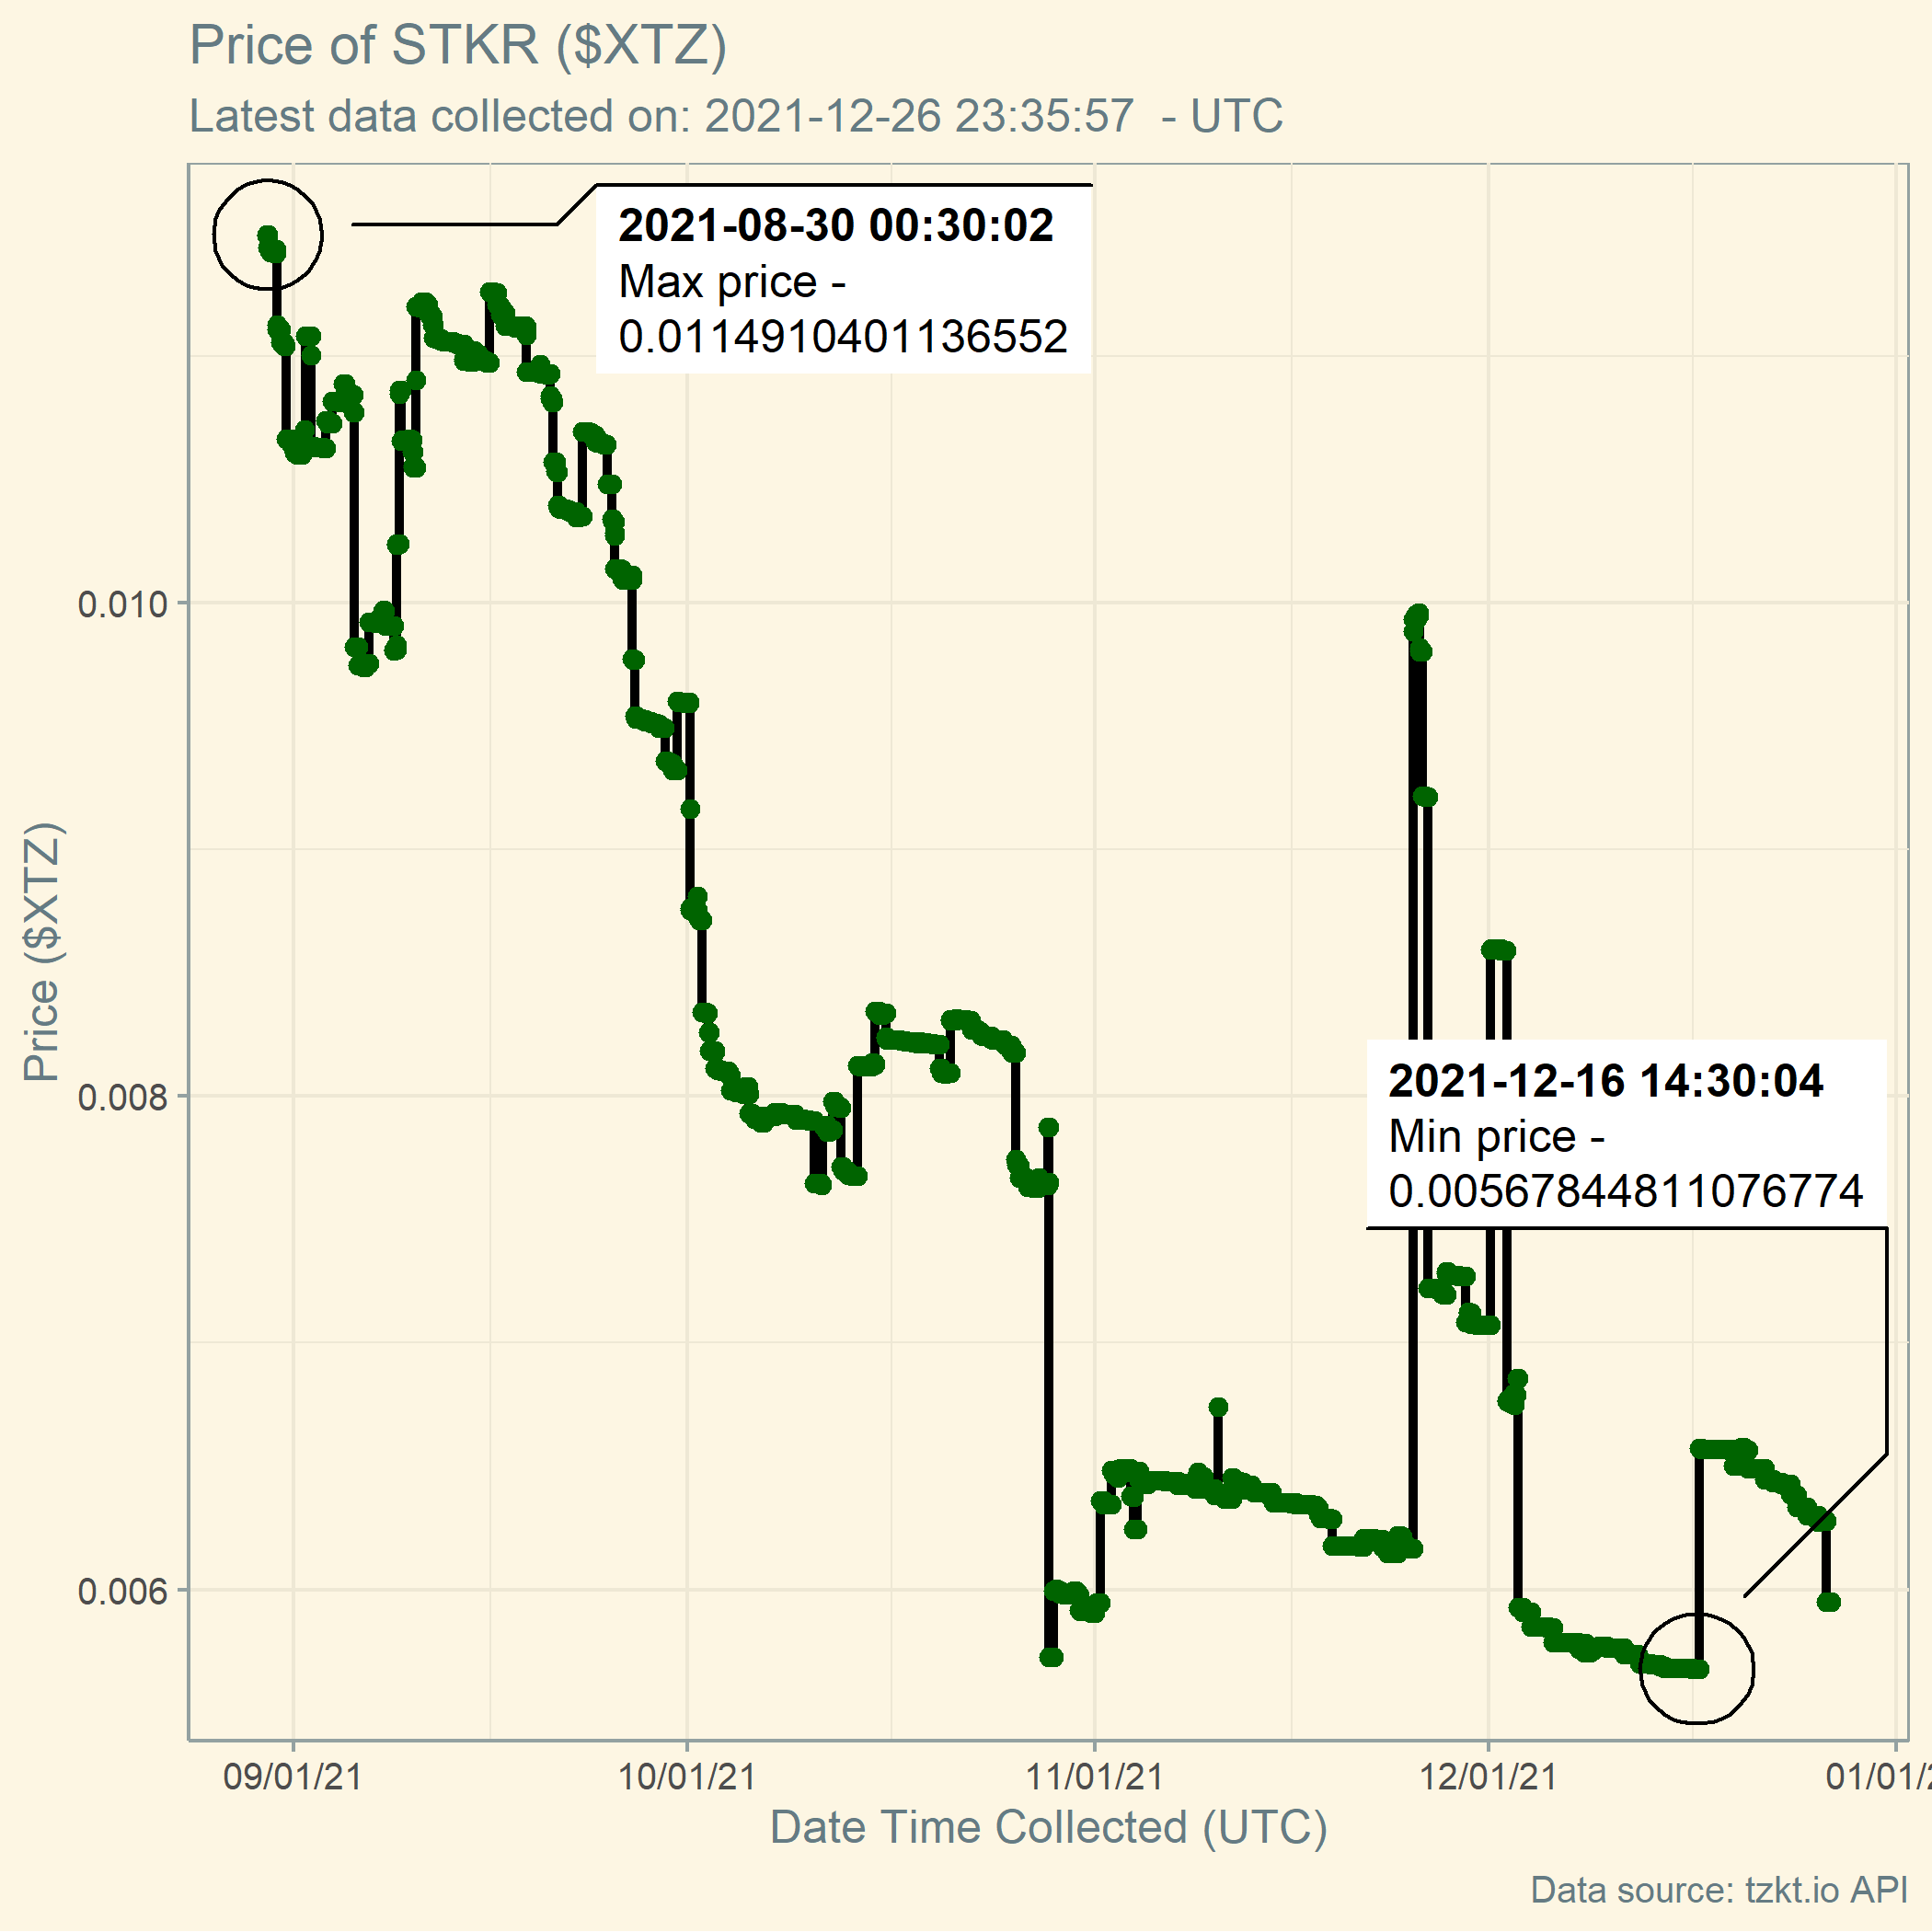 Price of STKR ($XTZ)
Latest data collected on: 2021-12-26 23:35:57  - UTC
2021-08-30 00:30:02
Max price -
0.0114910401136552
0.010
Price ($XTZ)
0.008
2021-12-16 14:30:04
Min price -
0.00567844811076774
0.006
09/01/21
10/01/21
11/01/21
12/01/21
01/01/2
Date Time Collected (UTC)
Data source: tzkt.io API